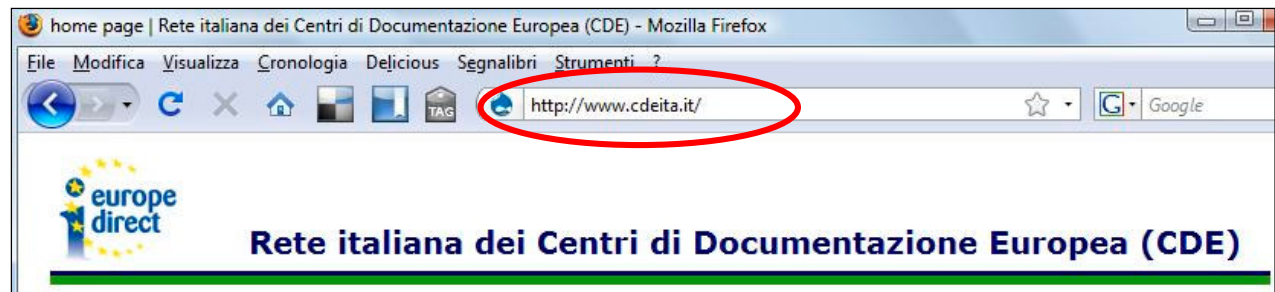 home page | Rete italiana dei Centri di Documentazione Europea (CDE) - Mozilla Firefox
File Modifica Visualizza Cronologia Delicious Segnalibri Strumenti ?
TAG http://www.cdeita.it/ G Google
europe
direct
Rete italiana dei Centri di Documentazione Europea (CDE)